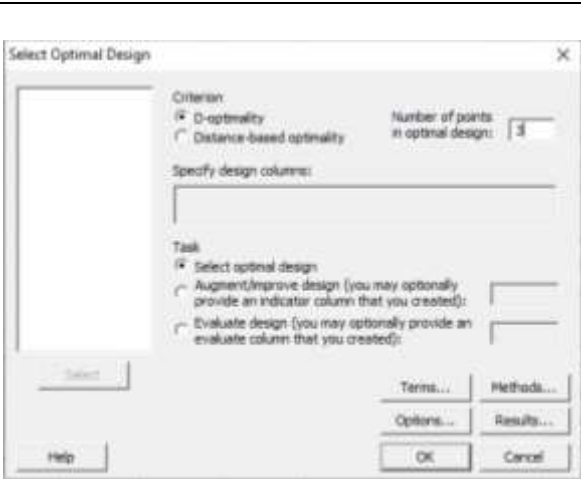 Select Optimal Design
Criterion
D-optimality
Distance-based optimality
Number of points
in optimal design:
3
Specify design columns:
Task
Select optimal design
Augment/improve design (you may optionally
provide an indicator column that you created):
Evaluate design (you may optionally provide an
evaluate column that you created):
Select
Terms...
Methods...
Options...
Results...
Help
OK
Cancel